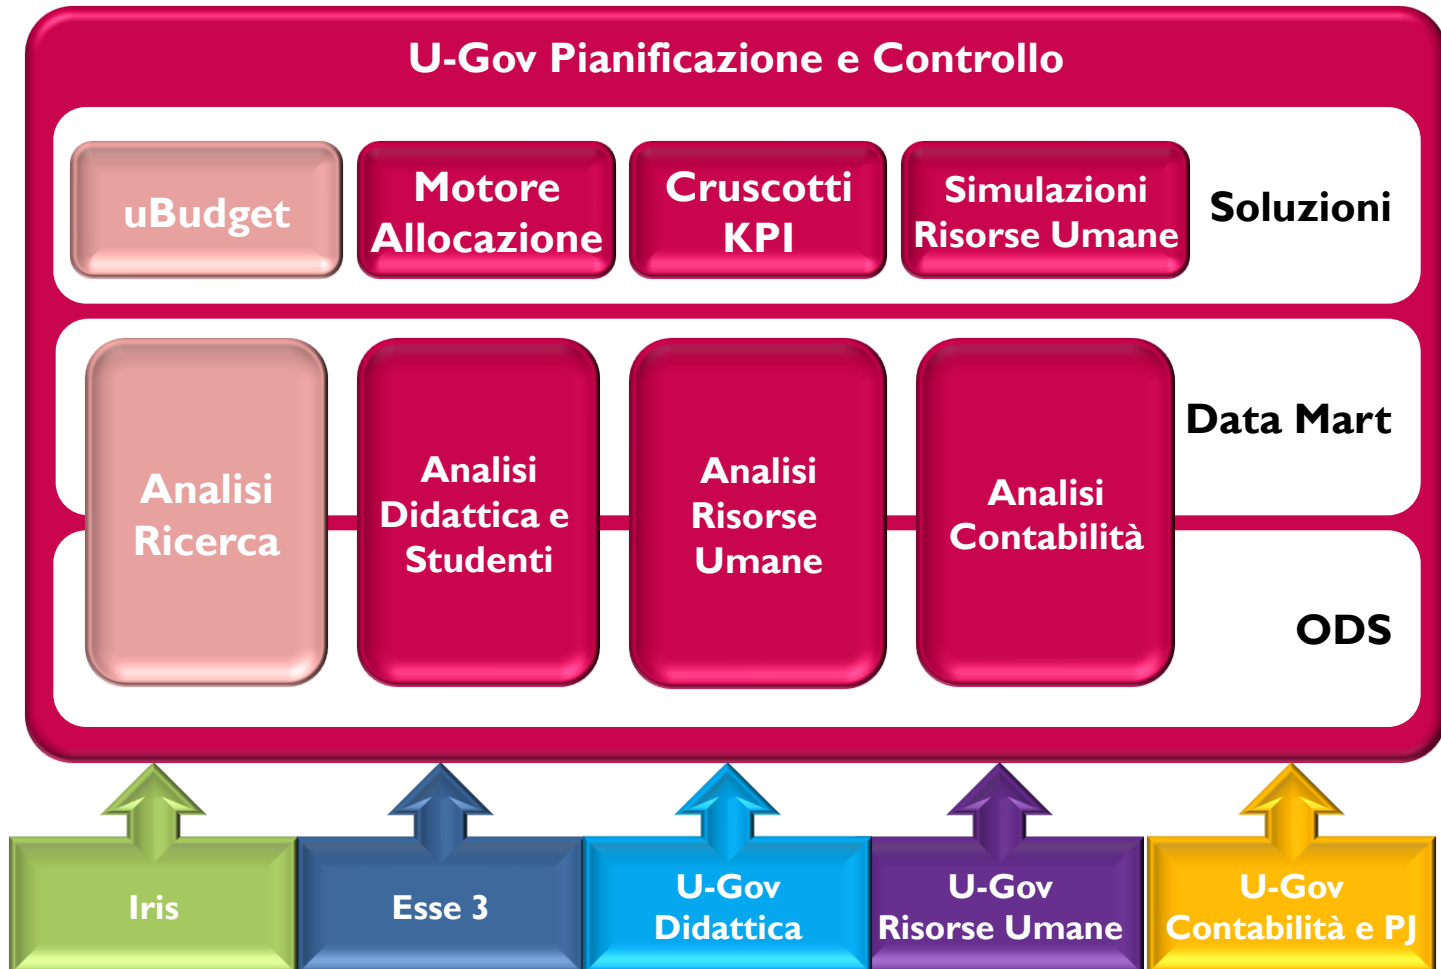 U-Gov Pianificazione e Controllo
uBudget
Motore
Allocazione
Cruscotti
KPI
Simulazioni
Risorse Umane
Soluzioni
Analisi
Ricerca
Analisi
Didattica e
Studenti
Analisi
Risorse
Umane
Analisi
Contabilità
Data Mart
ODS
Iris
Esse 3
U-Gov
Didattica
U-Gov
Risorse Umane
U-Gov
Contabilità e PJ